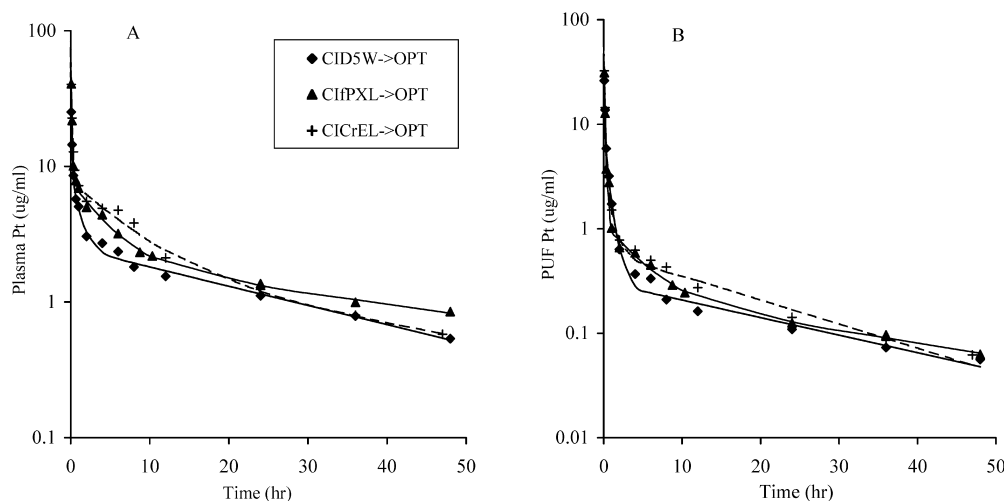 A
100
10
1
0.1
Plasma Pt (ug/ml)
0 10 20 30 40 50
Time (hr)
CID5W->OPT
CIfPXL->OPT
CICrEL->OPT
B
100
10
1
0.1
0.01
PUF Pt (ug/ml)
0 10 20 30 40 50
Time (hr)